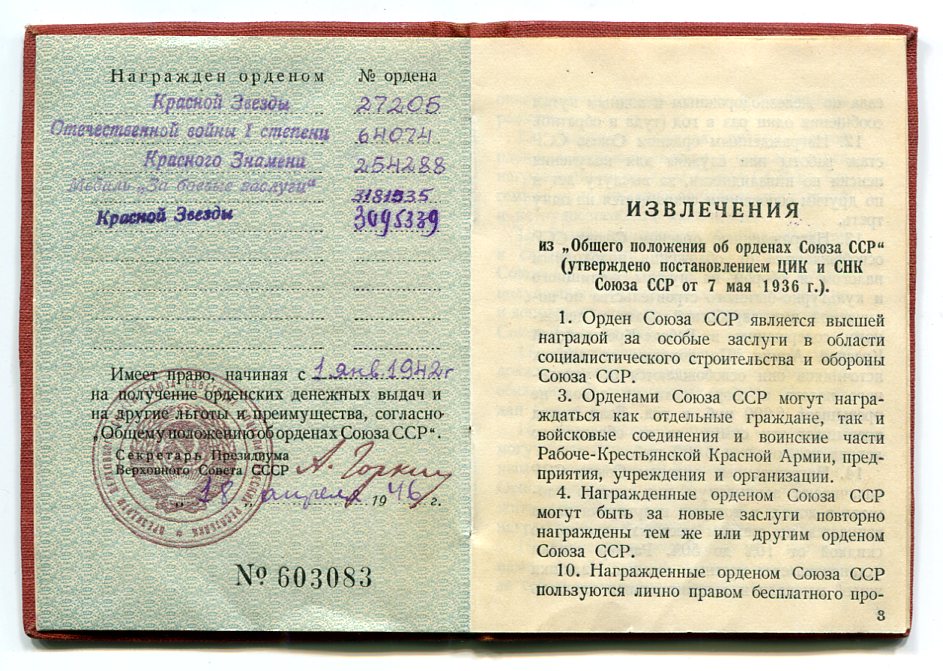 Награжден орденом № ордена
Красной Звезды 27205
Отечественной войны I степени 64074
Красного Знамени 254288
Медаль „За боевые заслуги“ 3181535
Красной Звезды 3095339
Имеет право, начиная с 1 янв. 1942 г
на получение орденских денежных выдач и
на другие льготы и преимущества, согласно
„Общему положению об орденах Союза ССР“.
Секретарь Президиума
Верховного Совета СССР А. Горкин
„18 апреля 1946 г.
№ 603083
ИЗВЛЕЧЕНИЯ
из „Общего положения об орденах Союза ССР“
(утверждено постановлением ЦИК и СНК
Союза ССР от 7 мая 1936 г.).
1. Орден Союза ССР является высшей
наградой за особые заслуги в области
социалистического строительства и обороны
Союза ССР.
3. Орденами Союза ССР могут награ-
ждаться как отдельные граждане, так и
войсковые соединения и воинские части
Рабоче-Крестьянской Красной Армии, пред-
приятия, учреждения и организации.
4. Награжденные орденом Союза ССР
могут быть за новые заслуги повторно
награждены тем же или другим орденом
Союза ССР.
10. Награжденные орденом Союза ССР
пользуются лично правом бесплатного про-
3